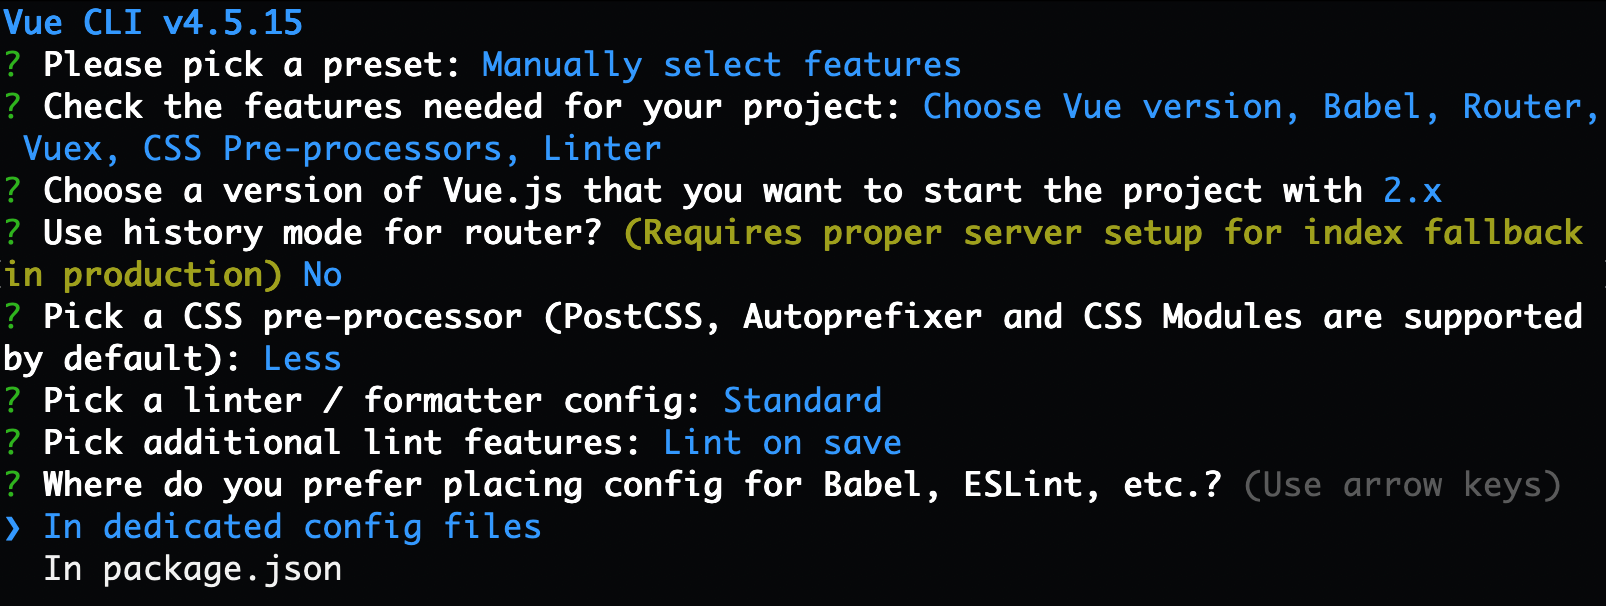 Vue CLI v4.5.15
? Please pick a preset: Manually select features
? Check the features needed for your project: Choose Vue version, Babel, Router,
Vuex, CSS Pre-processors, Linter
? Choose a version of Vue.js that you want to start the project with 2.x
? Use history mode for router? (Requires proper server setup for index fallback
in production) No
? Pick a CSS pre-processor (PostCSS, Autoprefixer and CSS Modules are supported
by default): Less
? Pick a linter / formatter config: Standard
? Pick additional lint features: Lint on save
? Where do you prefer placing config for Babel, ESLint, etc.? (Use arrow keys)
❯ In dedicated config files
In package.json